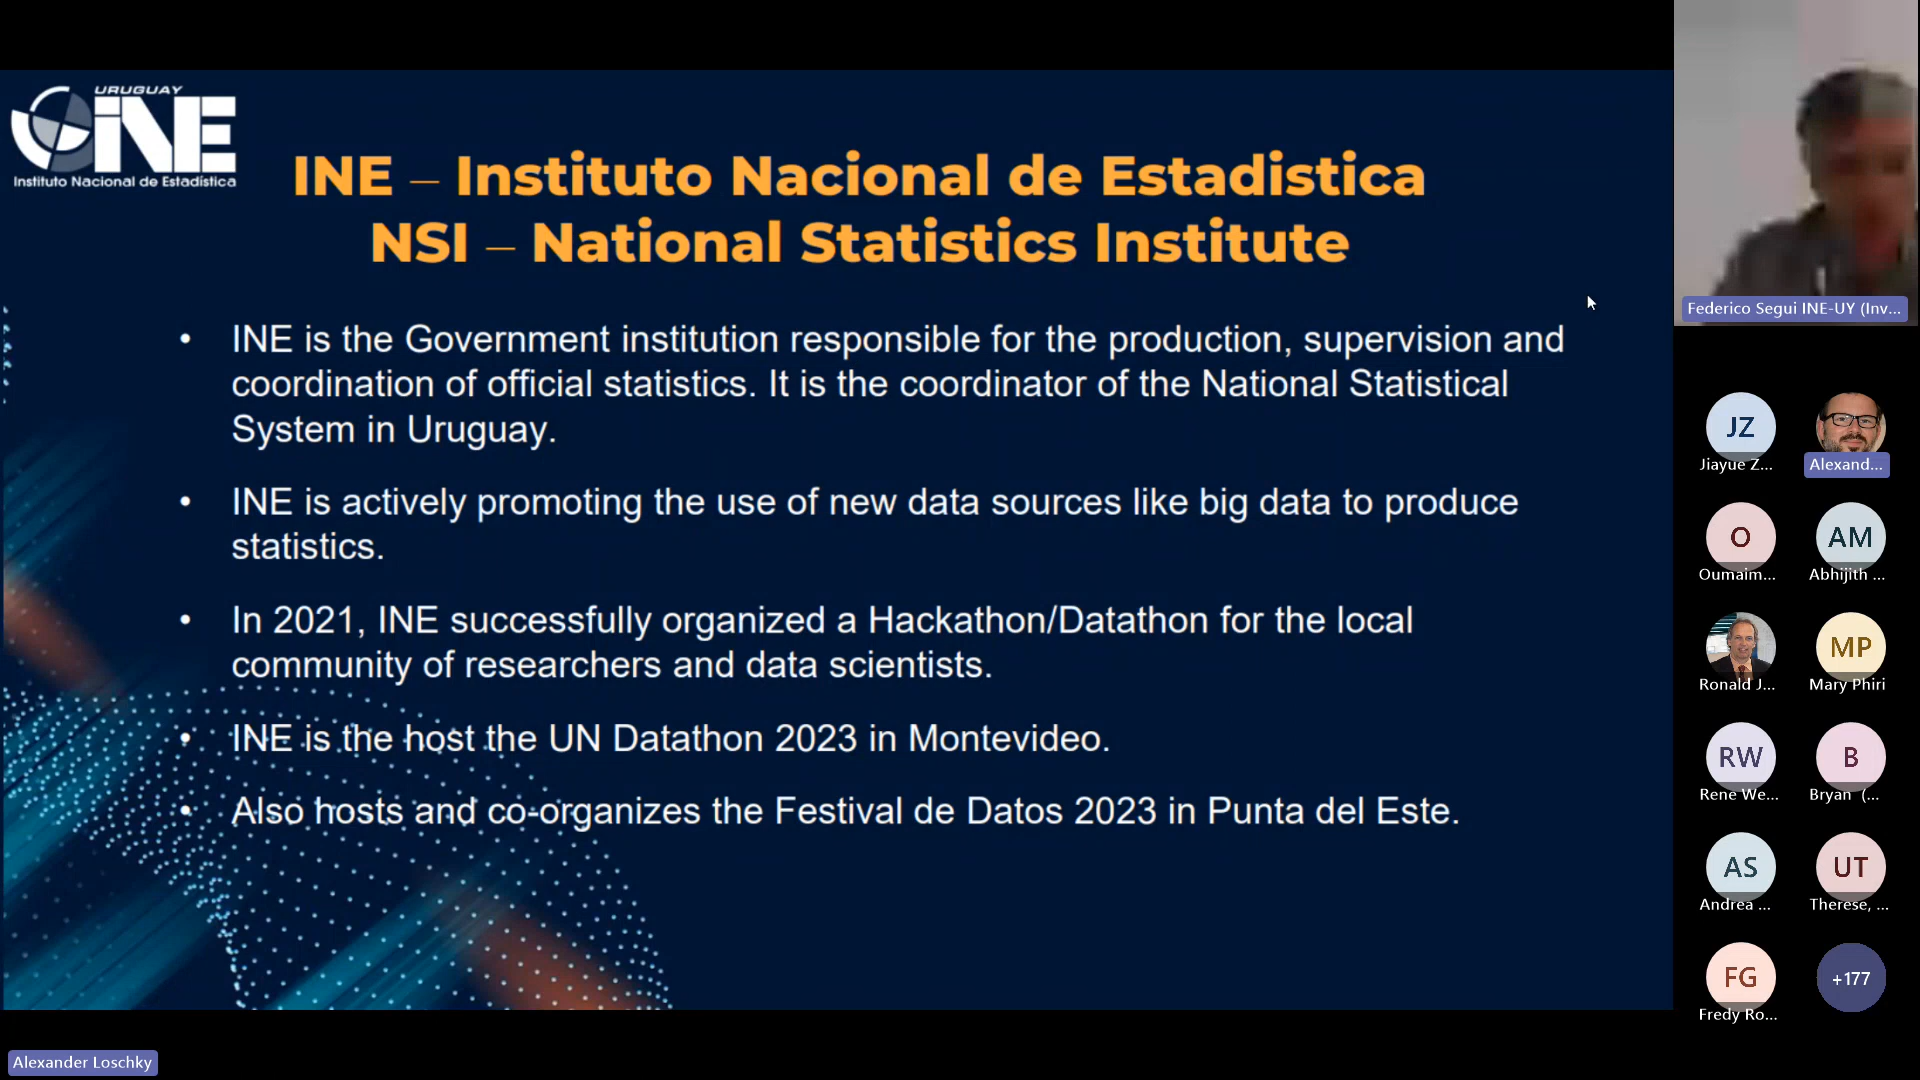 URUGUAY
INE
Instituto Nacional de Estadística
INE – Instituto Nacional de Estadistica
NSI – National Statistics Institute
• INE is the Government institution responsible for the production, supervision and
coordination of official statistics. It is the coordinator of the National Statistical
System in Uruguay.
• INE is actively promoting the use of new data sources like big data to produce
statistics.
• In 2021, INE successfully organized a Hackathon/Datathon for the local
community of researchers and data scientists.
• INE is the host the UN Datathon 2023 in Montevideo.
• Also hosts and co-organizes the Festival de Datos 2023 in Punta del Este.
Federico Segui INE-UY (Inv...
JZ
Jiayue Z...
Alexand...
O
Oumaim...
AM
Abhijith ...
Ronald J...
MP
Mary Phiri
RW
Rene We...
B
Bryan (...
AS
Andrea ...
UT
Therese, ...
FG
Fredy Ro...
+177
Alexander Loschky